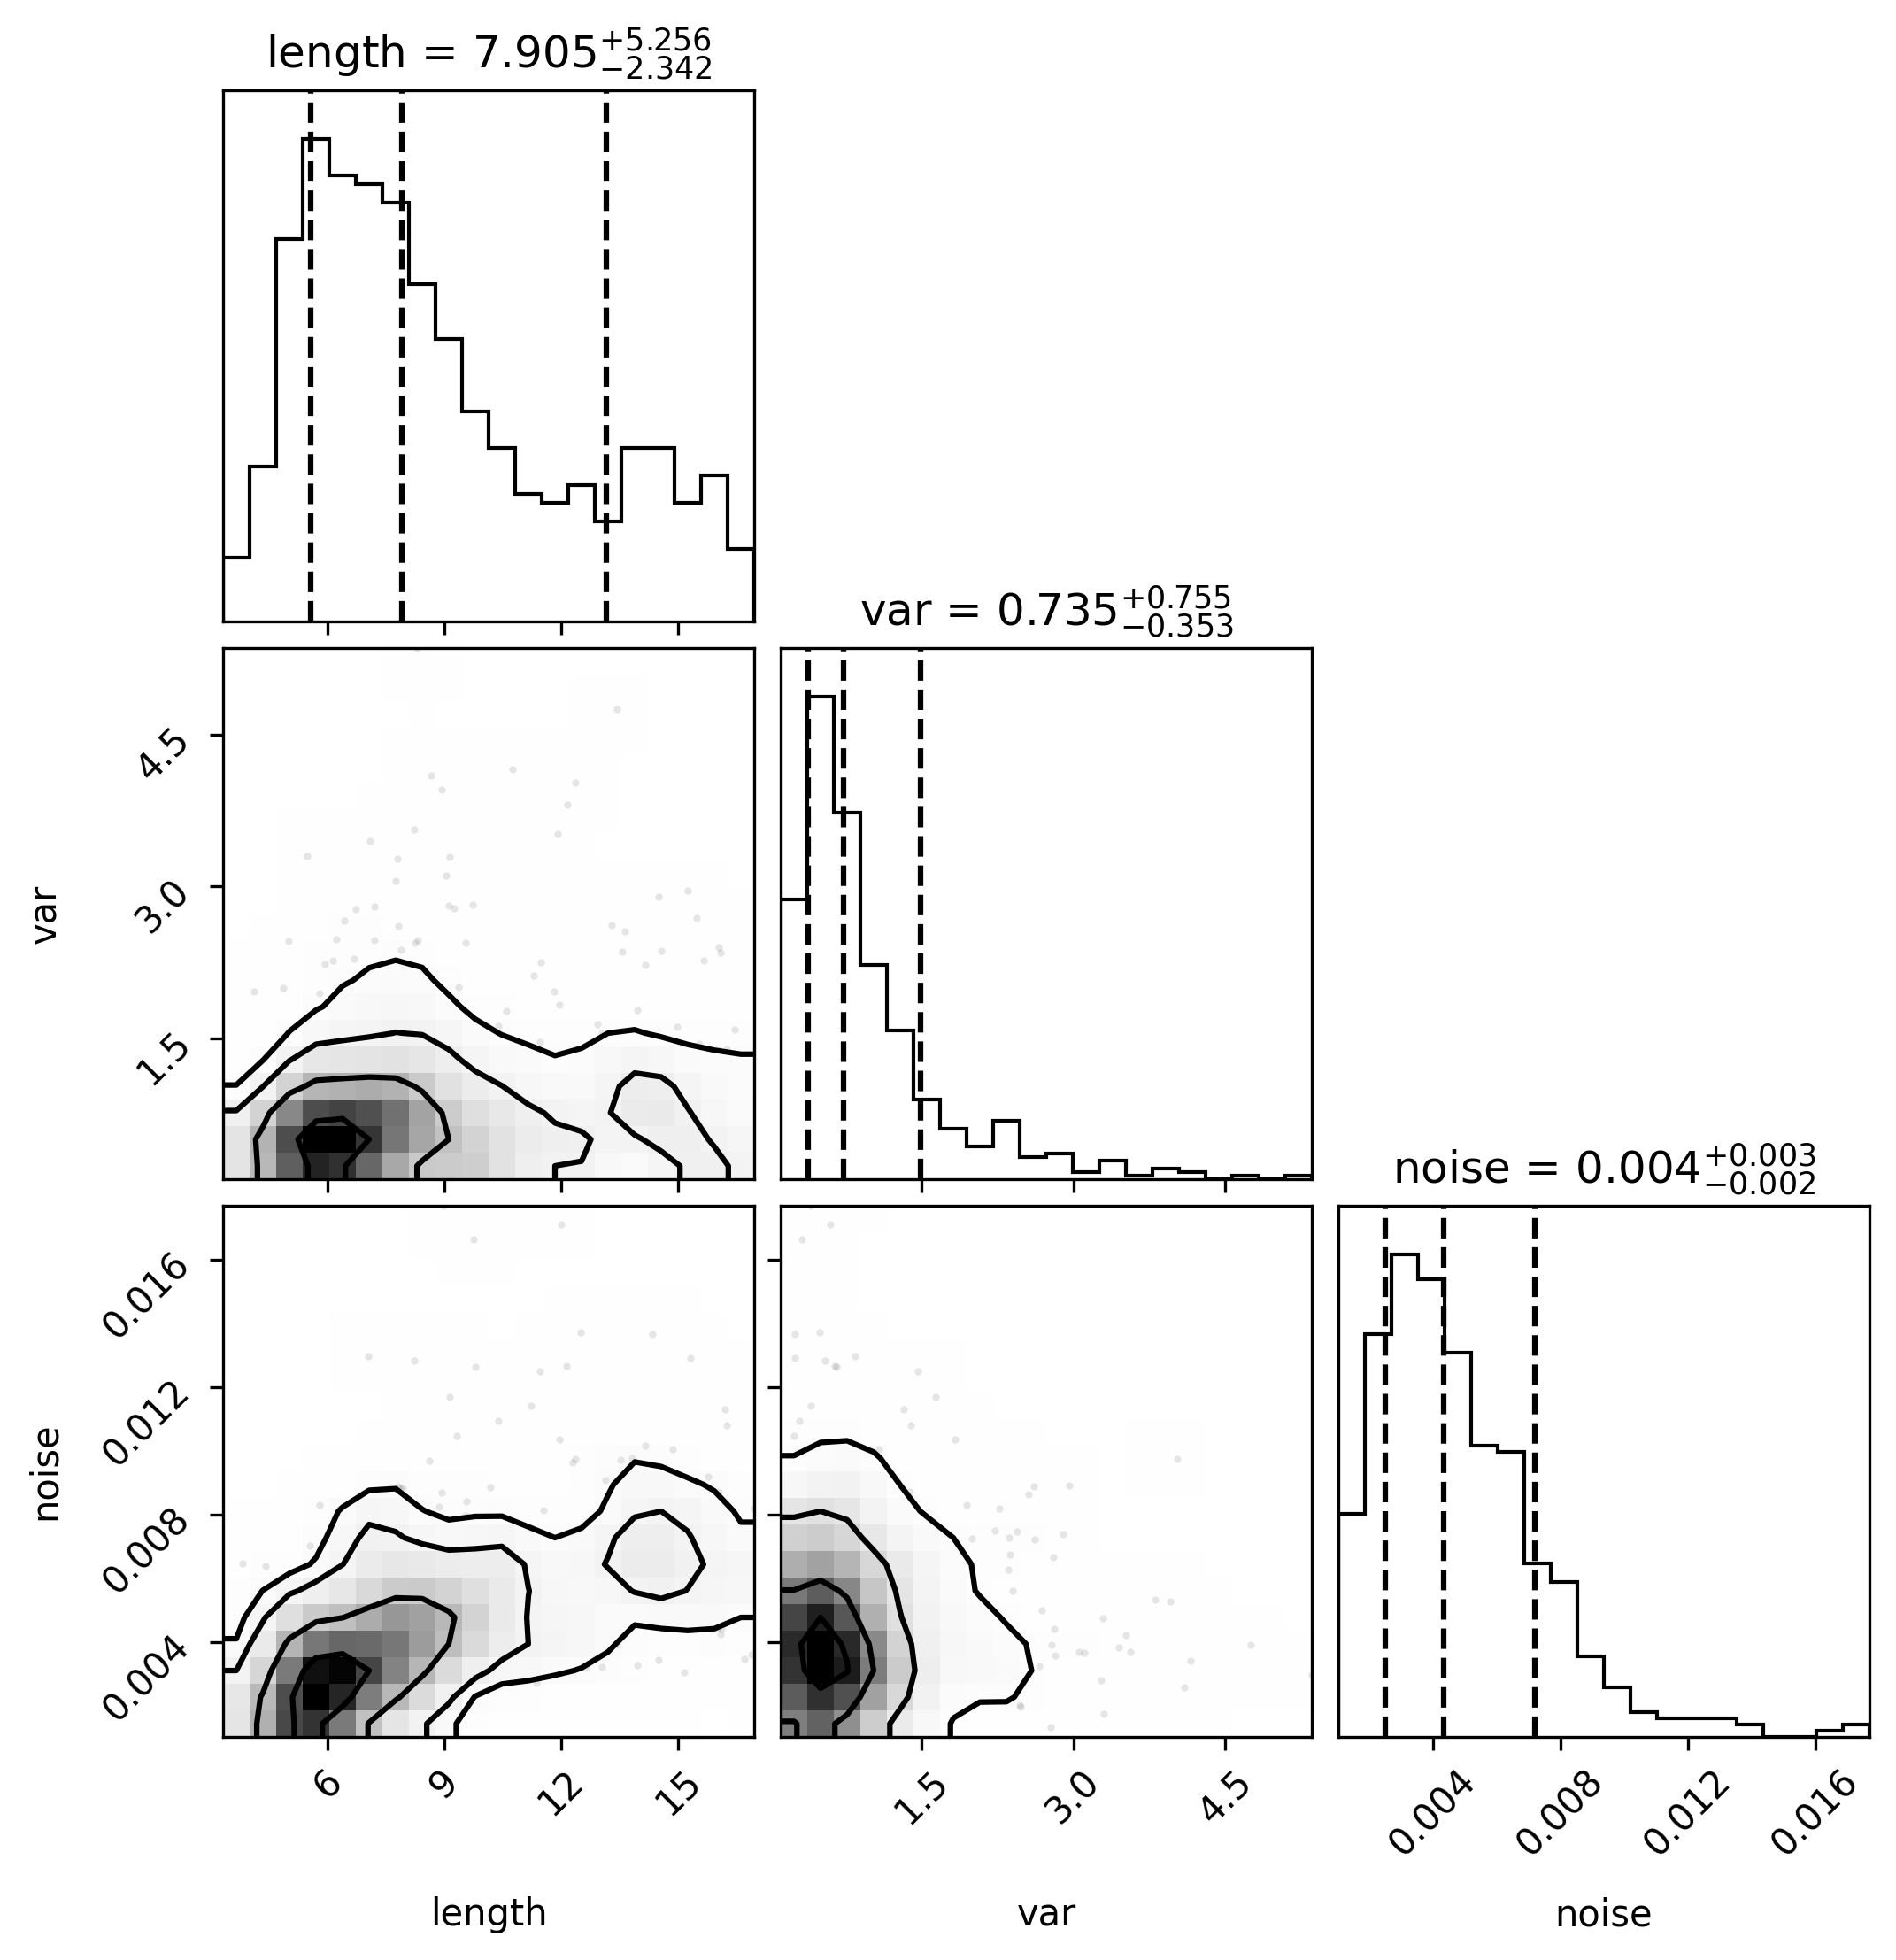 length = 7.905 +5.256 −2.342
var = 0.735 +0.755 −0.353
4.5
3.0
1.5
var
noise = 0.004 +0.003 −0.002
0.016
0.012
0.008
0.004
noise
6 9 12 15
1.5 3.0 4.5
0.004 0.008 0.012 0.016
length var noise